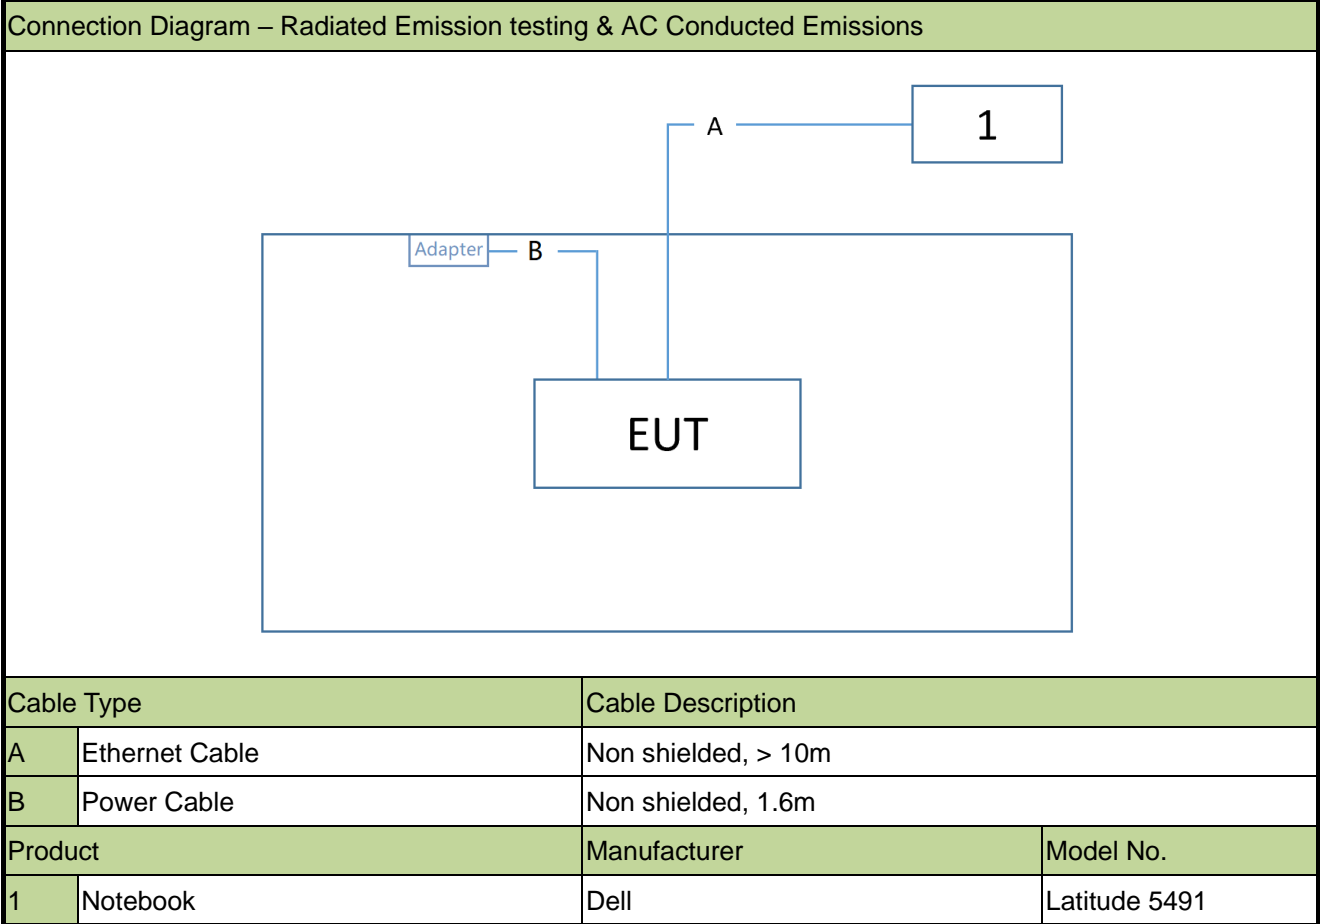 Connection Diagram – Radiated Emission testing & AC Conducted Emissions
A
1
Adapter
B
EUT
Cable Type Cable Description
A Ethernet Cable Non shielded, > 10m
B Power Cable Non shielded, 1.6m
Product Manufacturer Model No.
1 Notebook Dell Latitude 5491